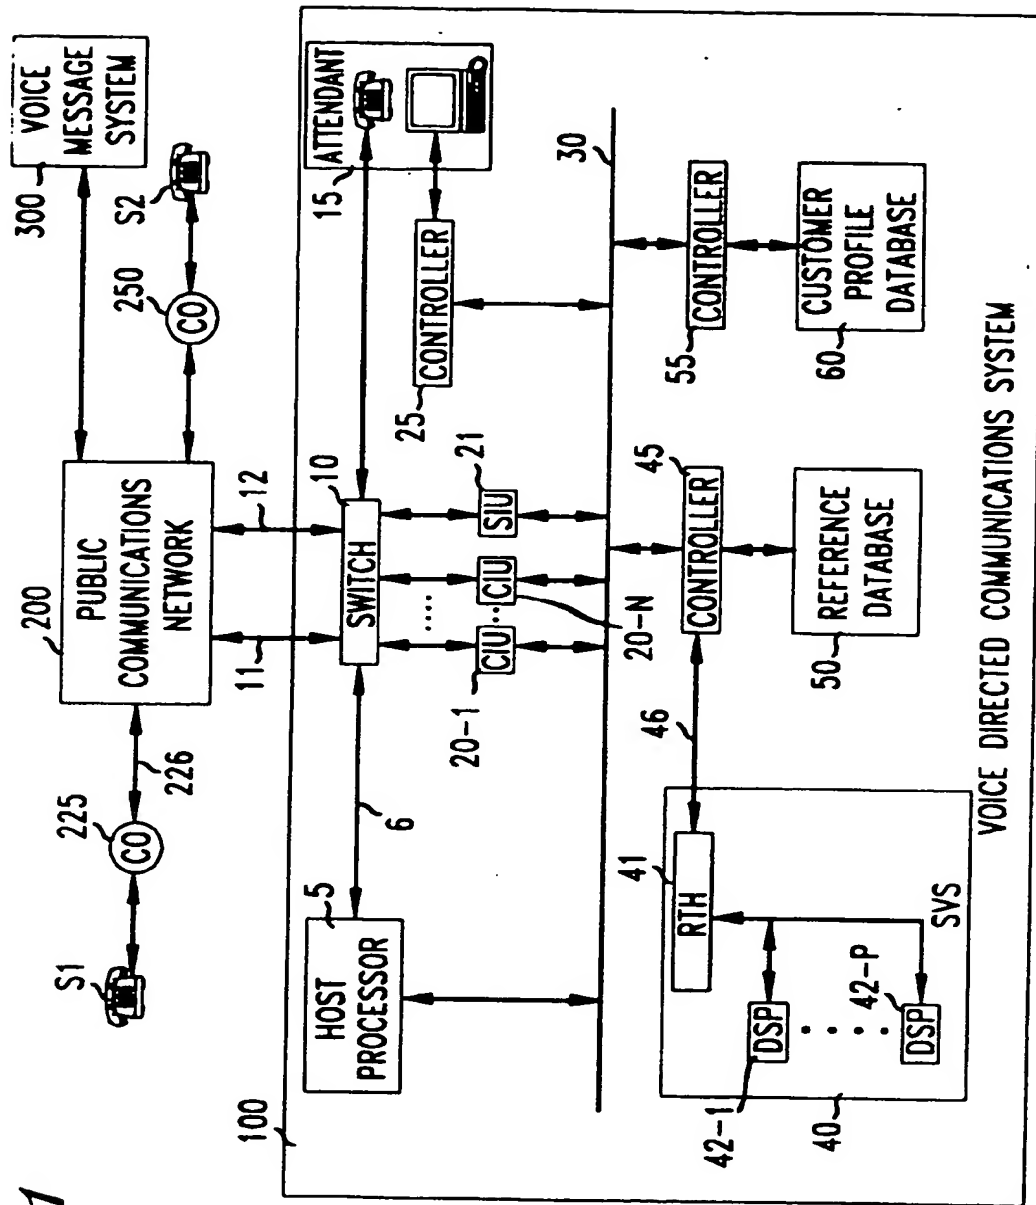 1
S1
225
CO
226
200
PUBLIC
COMMUNICATIONS
NETWORK
300
VOICE
MESSAGE
SYSTEM
250
CO
S2
11
12
100
5
HOST
PROCESSOR
6
10
SWITCH
15
ATTENDANT
20-1
CIU
.....
..
CIU
20-N
21
SIU
25
CONTROLLER
30
41
RTH
46
45
CONTROLLER
55
CONTROLLER
42-1
DSP
....
42-P
DSP
SVS
40
50
REFERENCE
DATABASE
60
CUSTOMER
PROFILE
DATABASE
VOICE DIRECTED COMMUNICATIONS SYSTEM